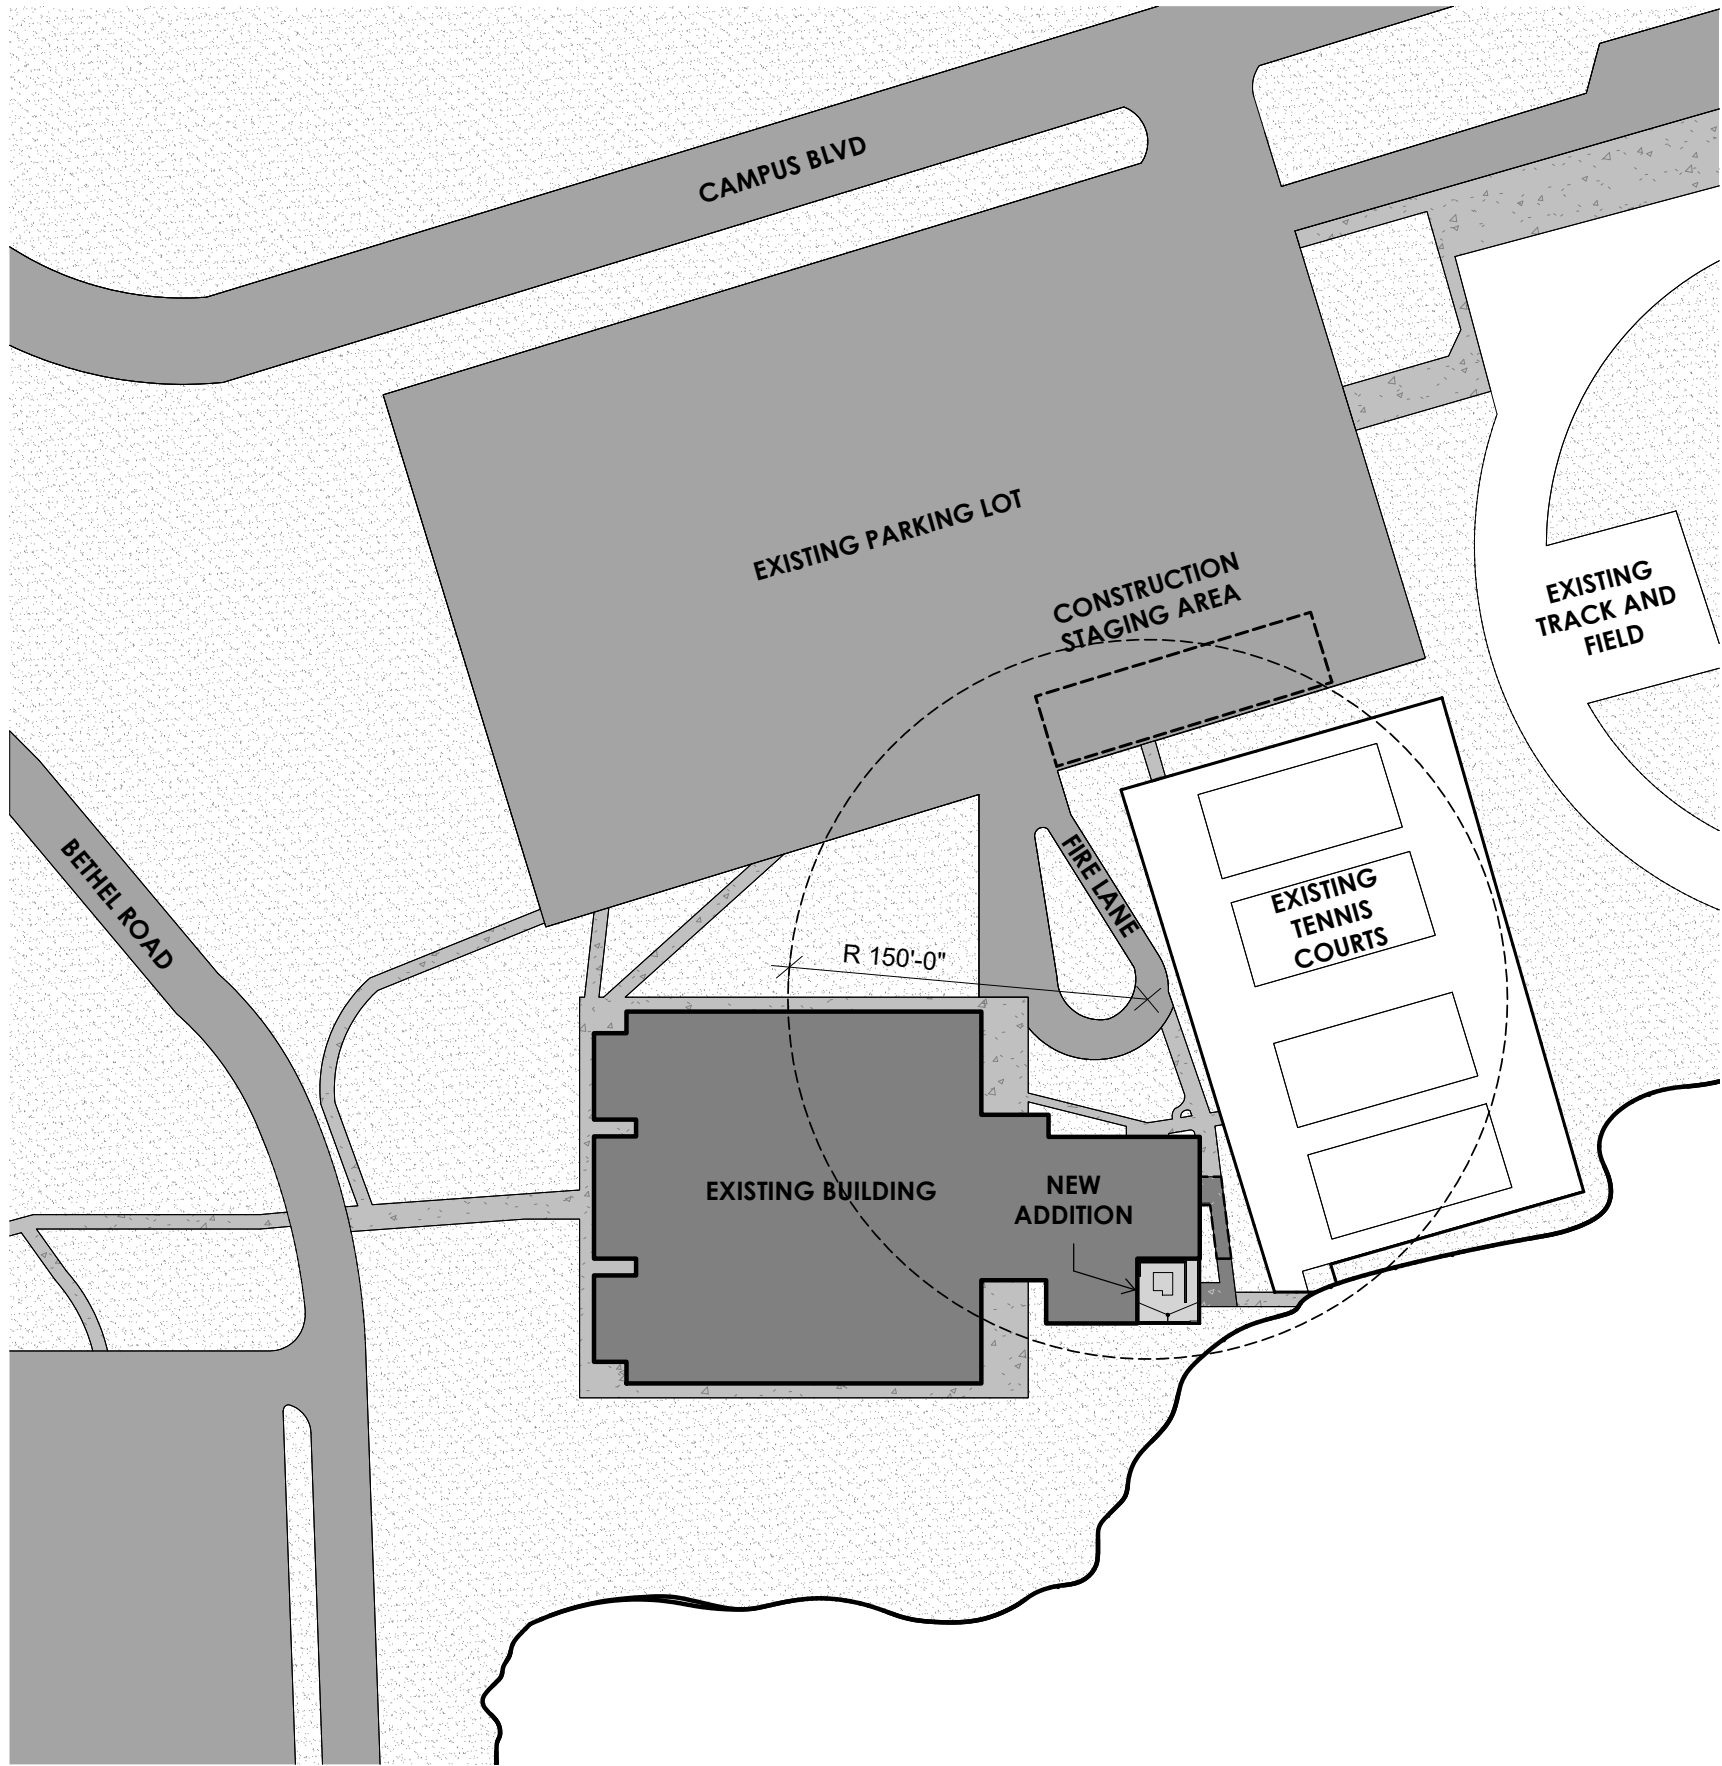 CAMPUS BLVD
EXISTING PARKING LOT
CONSTRUCTION
STAGING AREA
EXISTING
TRACK AND
FIELD
BETHEL ROAD
FIRE LANE
EXISTING
TENNIS
COURTS
R 150'-0"
EXISTING BUILDING
NEW
ADDITION